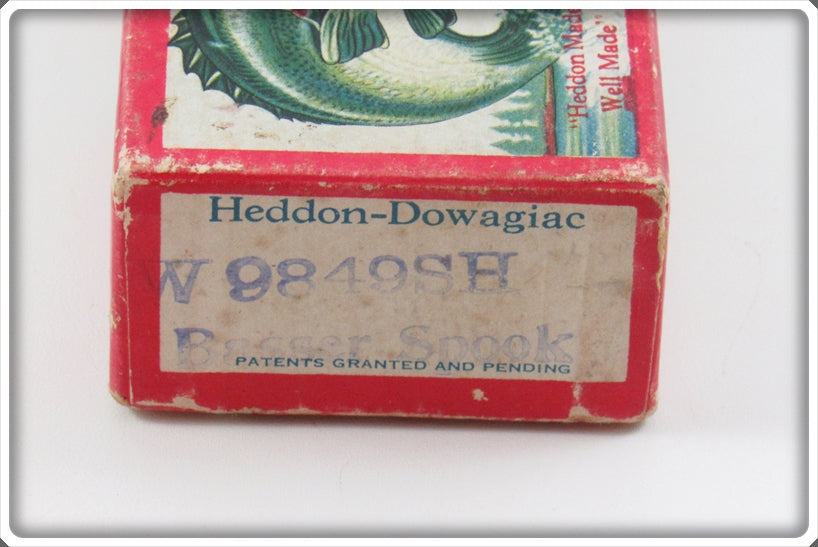 "Heddon Made
Well Made"
Heddon-Dowagiac
W 9849SH
Basser Spook
PATENTS GRANTED AND PENDING